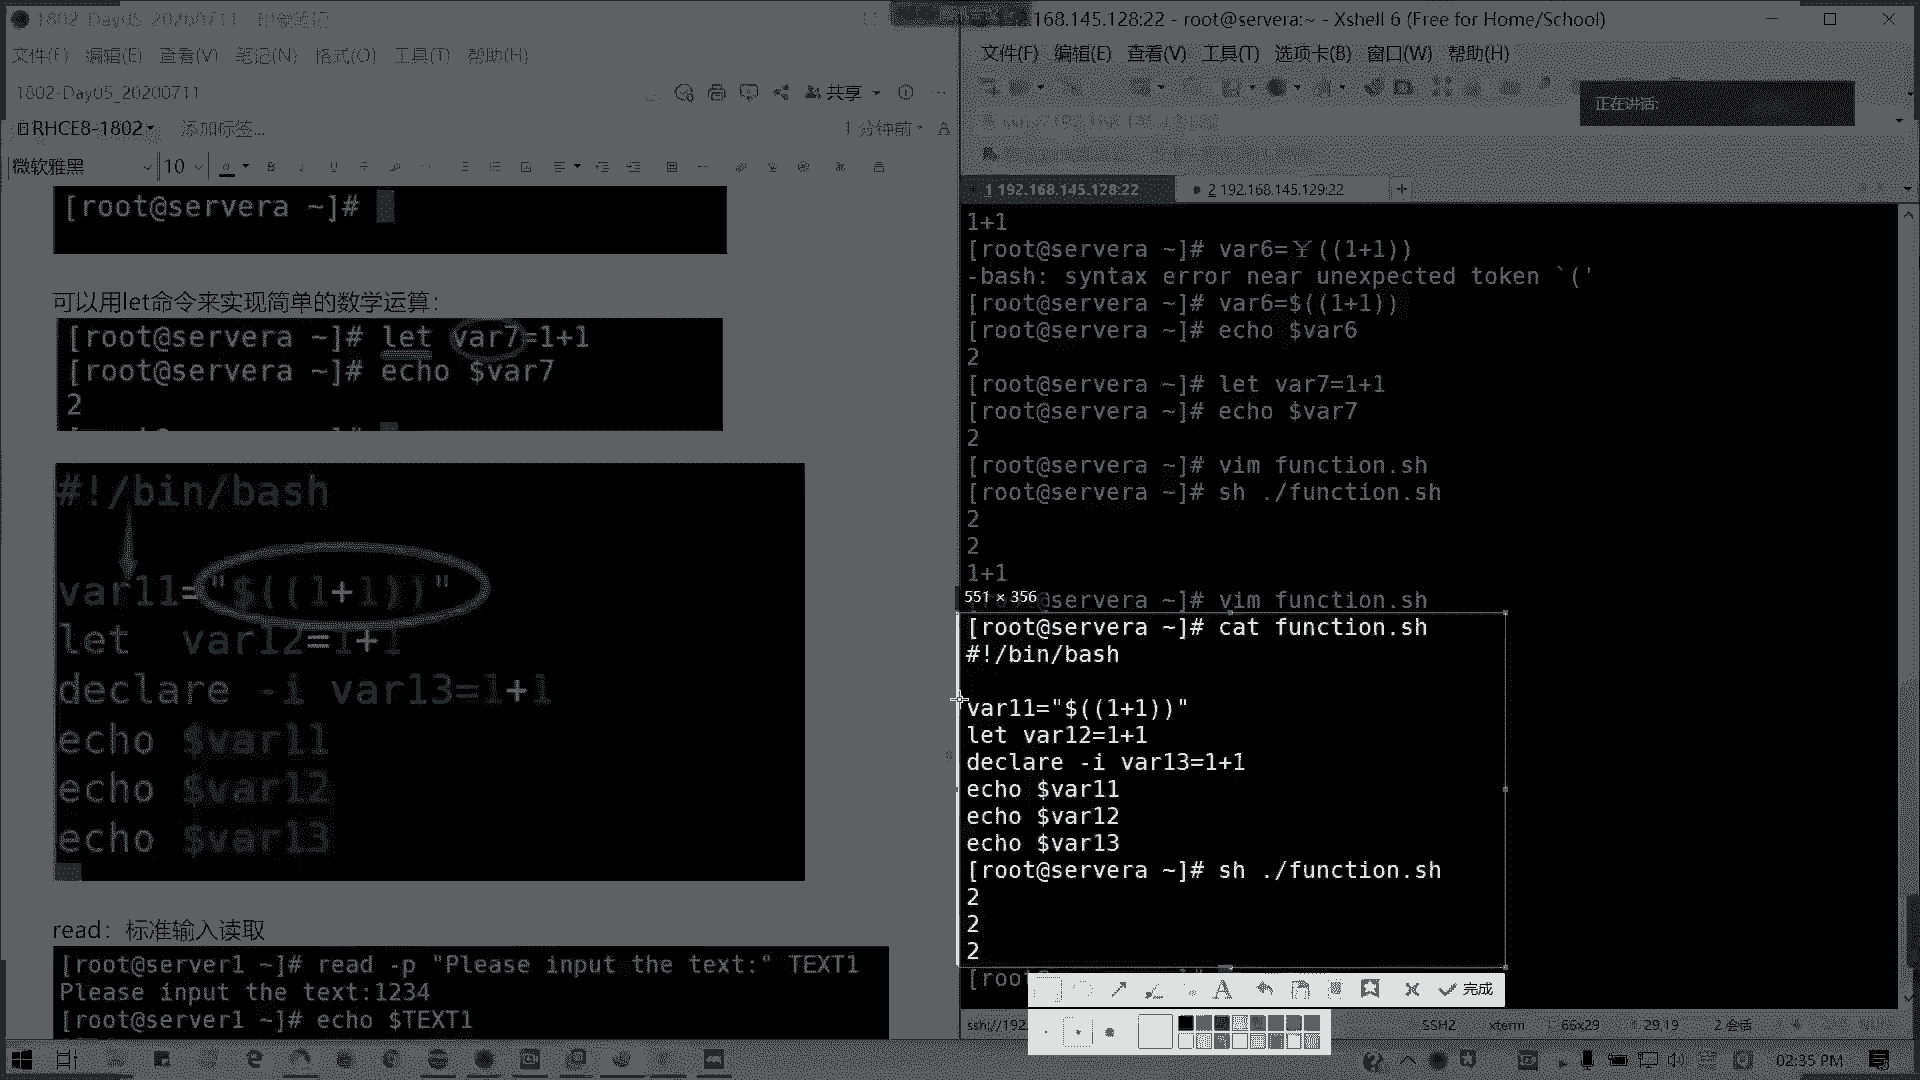 1802-Day05_20200711 - 印象笔记
文件(F) 编辑(E) 查看(V) 笔记(N) 格式(O) 工具(T) 帮助(H)
1802-Day05_20200711
共享
RHCE8-1802
添加标签...
1 分钟前
微软雅黑
10
[root@servera ~]#
可以用let命令来实现简单的数学运算:
[root@servera ~]# let var7=1+1
[root@servera ~]# echo $var7
2
#!/bin/bash
var11="$((1+1))"
let var12=1+1
declare -i var13=1+1
echo $var11
echo $var12
echo $var13
read: 标准输入读取
[root@server1 ~]# read -p "Please input the text:" TEXT1
Please input the text:1234
[root@server1 ~]# echo $TEXT1
168.145.128:22 - root@servera:~ - Xshell 6 (Free for Home/School)
文件(F) 编辑(E) 查看(V) 工具(T) 选项卡(B) 窗口(W) 帮助(H)
正在讲话:
1 192.168.145.128:22
2 192.168.145.129:22
1+1
[root@servera ~]# var6=￥((1+1))
-bash: syntax error near unexpected token `('
[root@servera ~]# var6=$((1+1))
[root@servera ~]# echo $var6
2
[root@servera ~]# let var7=1+1
[root@servera ~]# echo $var7
2
[root@servera ~]# vim function.sh
[root@servera ~]# sh ./function.sh
2
2
1+1
551 × 356
@servera ~]# vim function.sh
[root@servera ~]# cat function.sh
#!/bin/bash
var11="$((1+1))"
let var12=1+1
declare -i var13=1+1
echo $var11
echo $var12
echo $var13
[root@servera ~]# sh ./function.sh
2
2
2
[root
完成
ssh://192.
SSH2
xterm
66x29
29,19
2 会话
02:35 PM